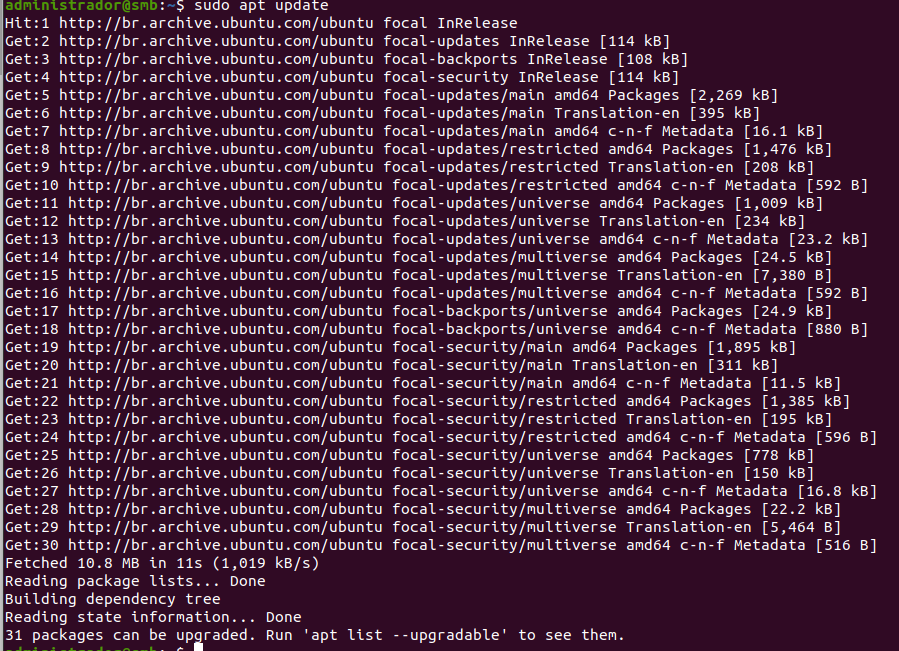 administrador@smb:~$ sudo apt update
Hit:1 http://br.archive.ubuntu.com/ubuntu focal InRelease
Get:2 http://br.archive.ubuntu.com/ubuntu focal-updates InRelease [114 kB]
Get:3 http://br.archive.ubuntu.com/ubuntu focal-backports InRelease [108 kB]
Get:4 http://br.archive.ubuntu.com/ubuntu focal-security InRelease [114 kB]
Get:5 http://br.archive.ubuntu.com/ubuntu focal-updates/main amd64 Packages [2,269 kB]
Get:6 http://br.archive.ubuntu.com/ubuntu focal-updates/main Translation-en [395 kB]
Get:7 http://br.archive.ubuntu.com/ubuntu focal-updates/main amd64 c-n-f Metadata [16.1 kB]
Get:8 http://br.archive.ubuntu.com/ubuntu focal-updates/restricted amd64 Packages [1,476 kB]
Get:9 http://br.archive.ubuntu.com/ubuntu focal-updates/restricted Translation-en [208 kB]
Get:10 http://br.archive.ubuntu.com/ubuntu focal-updates/restricted amd64 c-n-f Metadata [592 B]
Get:11 http://br.archive.ubuntu.com/ubuntu focal-updates/universe amd64 Packages [1,009 kB]
Get:12 http://br.archive.ubuntu.com/ubuntu focal-updates/universe Translation-en [234 kB]
Get:13 http://br.archive.ubuntu.com/ubuntu focal-updates/universe amd64 c-n-f Metadata [23.2 kB]
Get:14 http://br.archive.ubuntu.com/ubuntu focal-updates/multiverse amd64 Packages [24.5 kB]
Get:15 http://br.archive.ubuntu.com/ubuntu focal-updates/multiverse Translation-en [7,380 B]
Get:16 http://br.archive.ubuntu.com/ubuntu focal-updates/multiverse amd64 c-n-f Metadata [592 B]
Get:17 http://br.archive.ubuntu.com/ubuntu focal-backports/universe amd64 Packages [24.9 kB]
Get:18 http://br.archive.ubuntu.com/ubuntu focal-backports/universe amd64 c-n-f Metadata [880 B]
Get:19 http://br.archive.ubuntu.com/ubuntu focal-security/main amd64 Packages [1,895 kB]
Get:20 http://br.archive.ubuntu.com/ubuntu focal-security/main Translation-en [311 kB]
Get:21 http://br.archive.ubuntu.com/ubuntu focal-security/main amd64 c-n-f Metadata [11.5 kB]
Get:22 http://br.archive.ubuntu.com/ubuntu focal-security/restricted amd64 Packages [1,385 kB]
Get:23 http://br.archive.ubuntu.com/ubuntu focal-security/restricted Translation-en [195 kB]
Get:24 http://br.archive.ubuntu.com/ubuntu focal-security/restricted amd64 c-n-f Metadata [596 B]
Get:25 http://br.archive.ubuntu.com/ubuntu focal-security/universe amd64 Packages [778 kB]
Get:26 http://br.archive.ubuntu.com/ubuntu focal-security/universe Translation-en [150 kB]
Get:27 http://br.archive.ubuntu.com/ubuntu focal-security/universe amd64 c-n-f Metadata [16.8 kB]
Get:28 http://br.archive.ubuntu.com/ubuntu focal-security/multiverse amd64 Packages [22.2 kB]
Get:29 http://br.archive.ubuntu.com/ubuntu focal-security/multiverse Translation-en [5,464 B]
Get:30 http://br.archive.ubuntu.com/ubuntu focal-security/multiverse amd64 c-n-f Metadata [516 B]
Fetched 10.8 MB in 11s (1,019 kB/s)
Reading package lists... Done
Building dependency tree
Reading state information... Done
31 packages can be upgraded. Run 'apt list --upgradable' to see them.
administrador@smb:~$